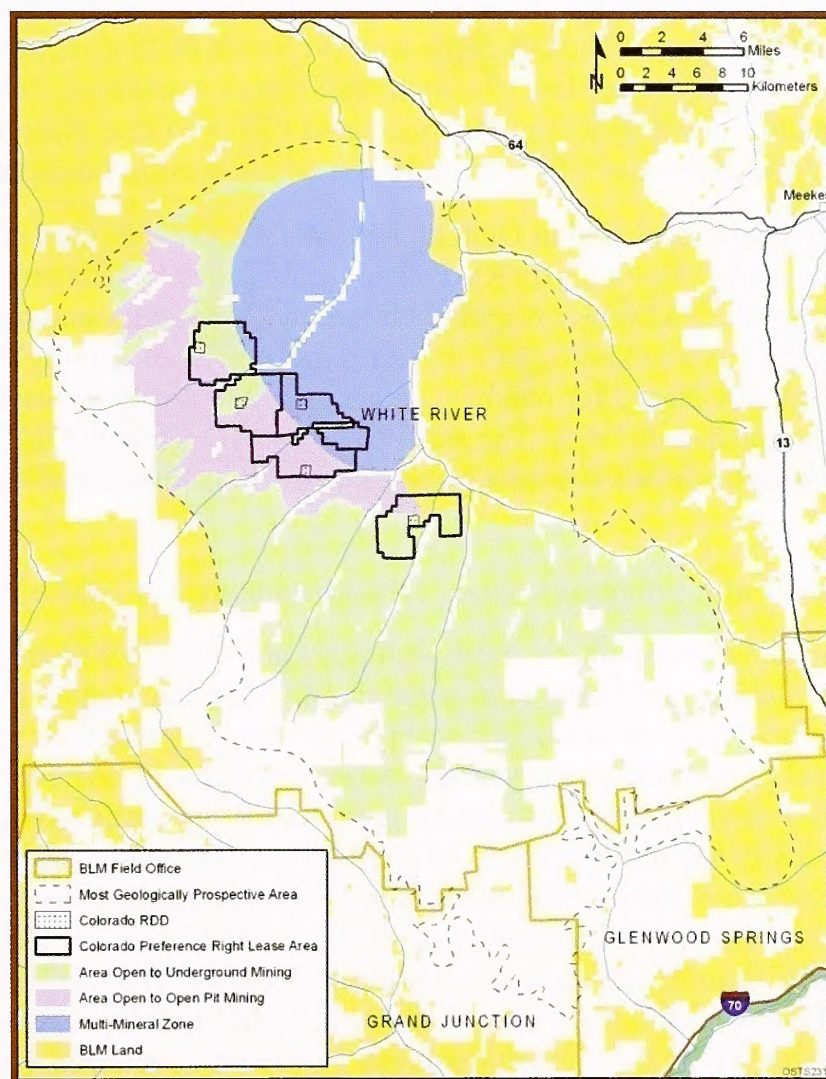 0 2 4 6
Miles
0 2 4 6 8 10
Kilometers
N
64
Meeke
13
WHITE RIVER
BLM Field Office
Most Geologically Prospective Area
Colorado RDD
Colorado Preference Right Lease Area
Area Open to Underground Mining
Area Open to Open Pit Mining
Multi-Mineral Zone
BLM Land
GLENWOOD SPRINGS
GRAND JUNCTION
70
OSTS231